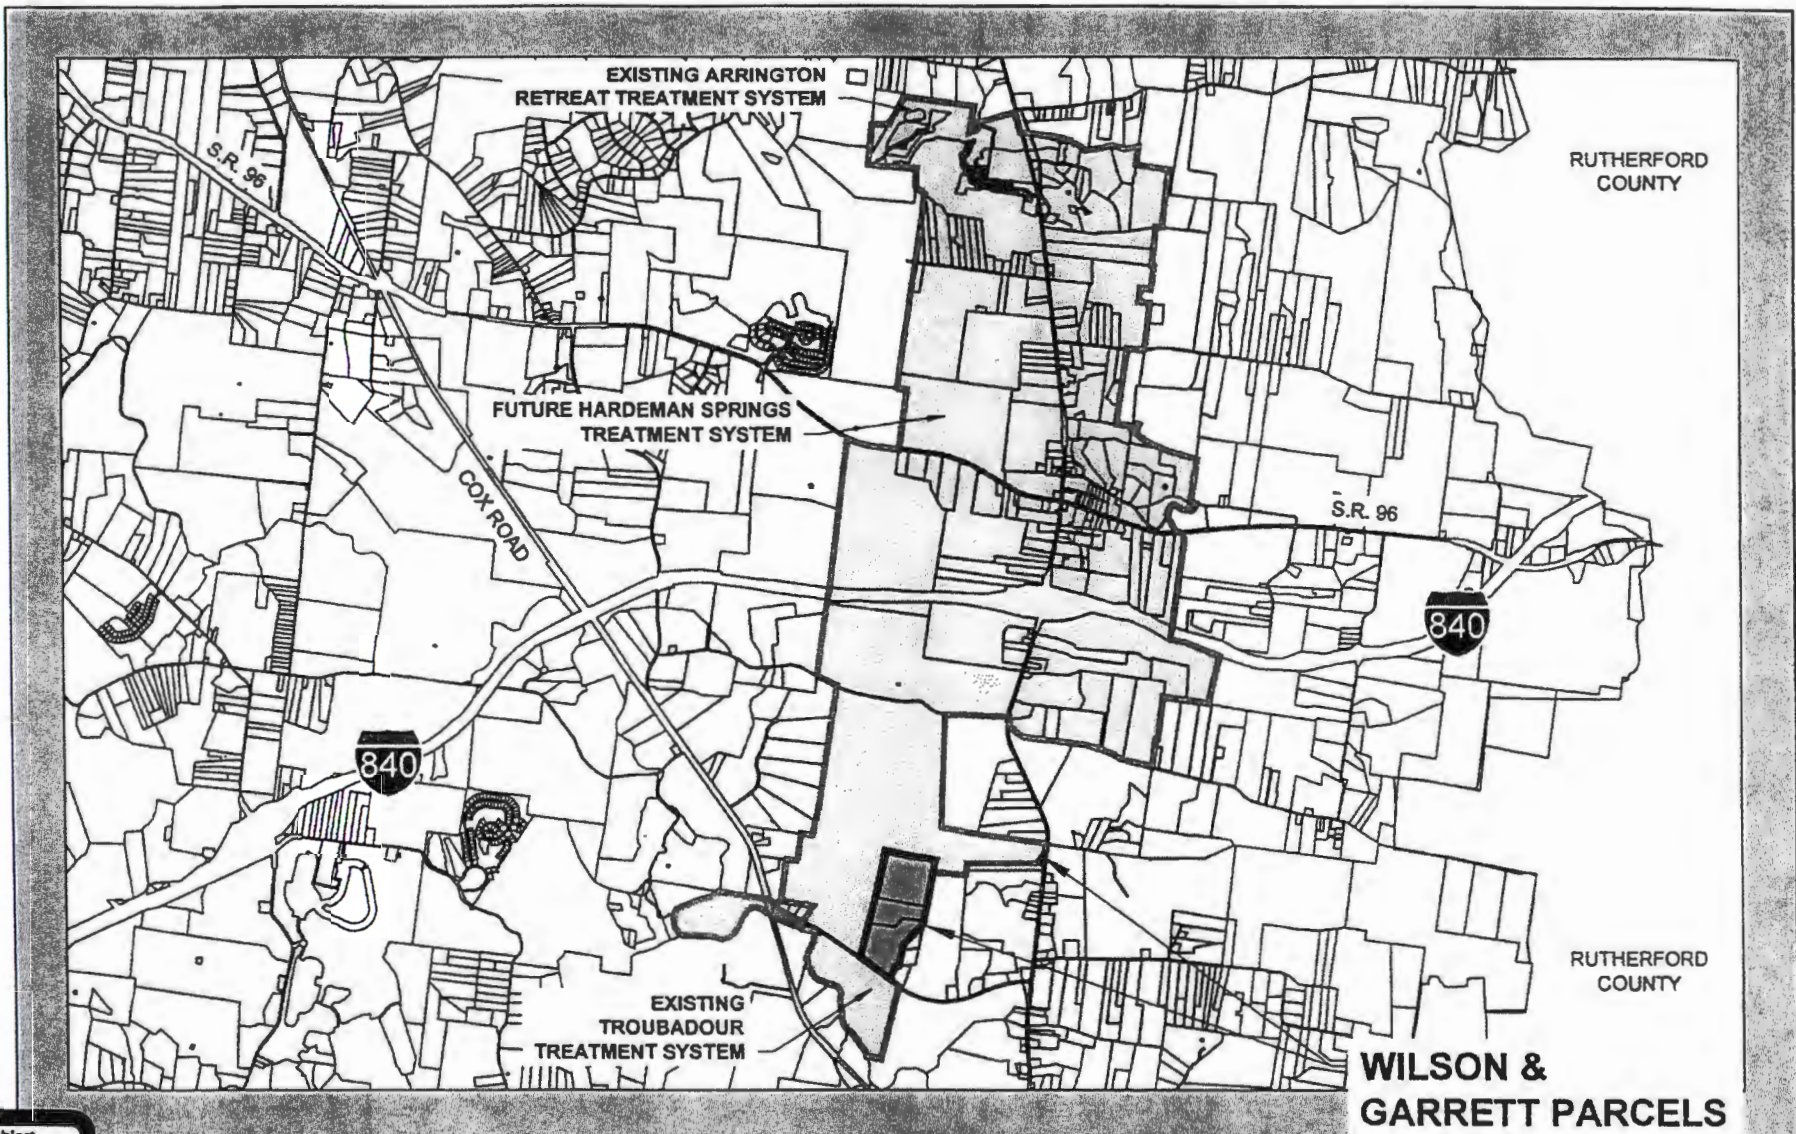 EXISTING ARRINGTON
RETREAT TREATMENT SYSTEM
RUTHERFORD
COUNTY
S.R. 96
FUTURE HARDEMAN SPRINGS
TREATMENT SYSTEM
COX ROAD
S.R. 96
840
840
EXISTING
TROUBADOUR
TREATMENT SYSTEM
RUTHERFORD
COUNTY
WILSON &
GARRETT PARCELS